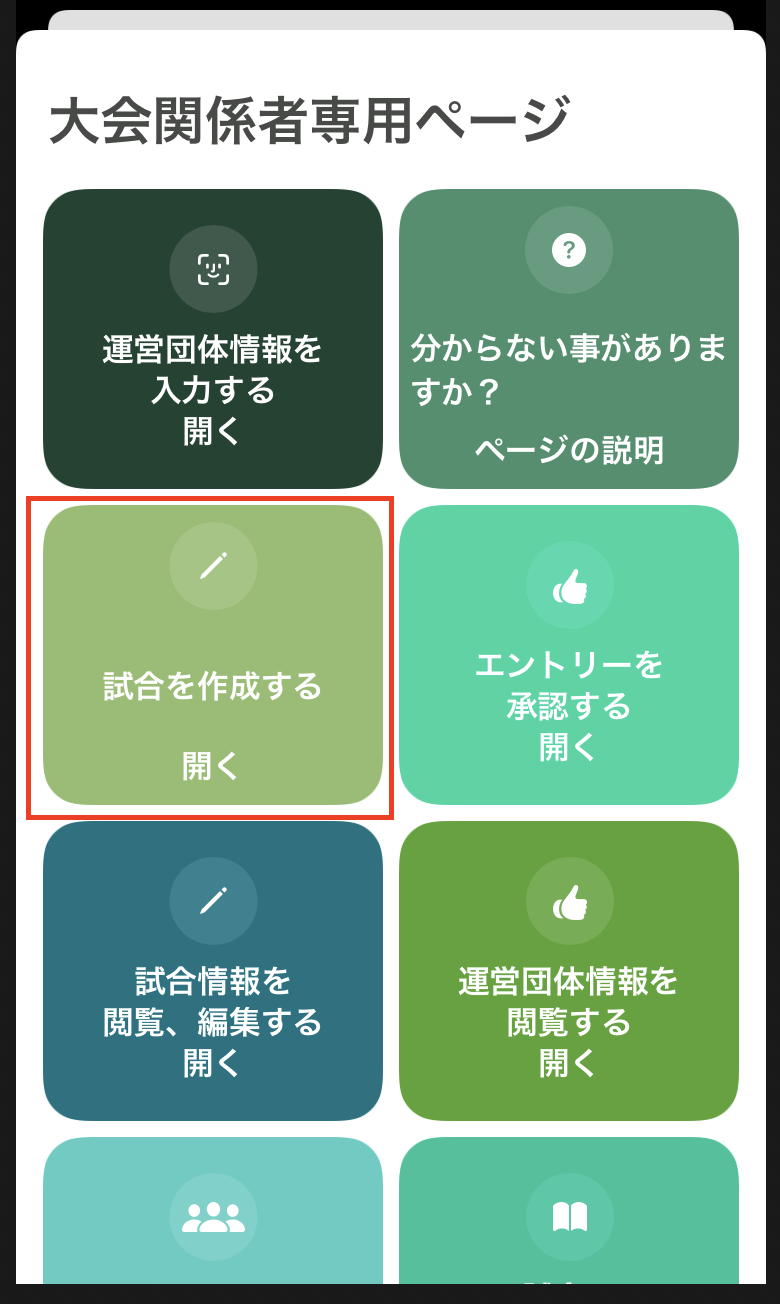 大会関係者専用ページ
運営団体情報を
入力する
開く
?
分からない事がありま
すか？
ページの説明
試合を作成する
開く
エントリーを
承認する
開く
試合情報を
閲覧、編集する
開く
運営団体情報を
閲覧する
開く